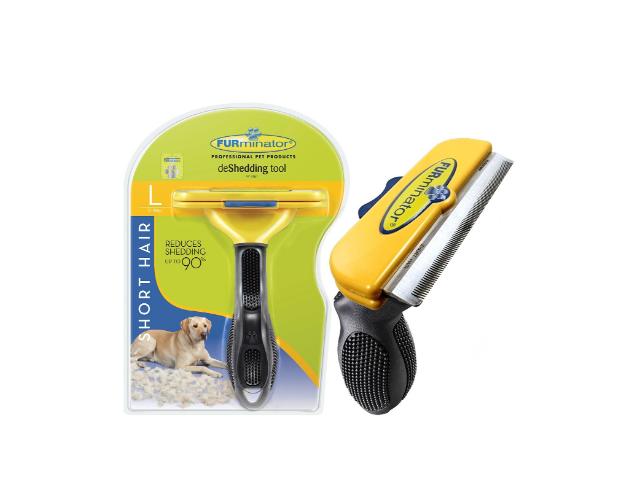 FURminator®
PROFESSIONAL PET PRODUCTS
deShedding tool
L
SHORT HAIR
REDUCES
SHEDDING
UP TO 90%
FURminator®